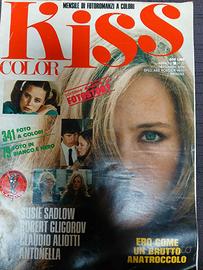 MENSILE DI FOTOROMANZI A COLORI
Kiss
COLOR
341 FOTO
A COLORI
79 FOTO IN
BIANCO E NERO
SUSIE SADLOW
ROBERT GLIGOROV
CLAUDIO ALIOTTI
ANTONELLA
ERO COME
UN BRUTTO
ANATROCCOLO